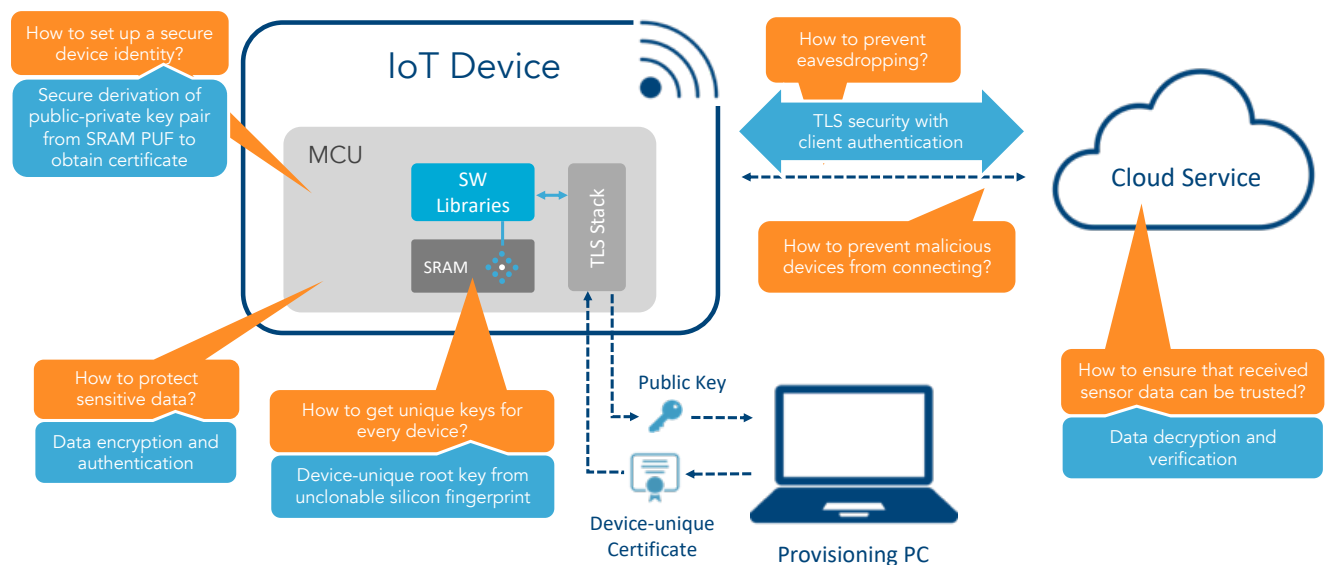 How to set up a secure
device identity?
Secure derivation of
public-private key pair
from SRAM PUF to
obtain certificate
IoT Device
MCU
SW
Libraries
SRAM
TLS Stack
How to prevent
eavesdropping?
TLS security with
client authentication
Cloud Service
How to prevent malicious
devices from connecting?
How to protect
sensitive data?
Data encryption and
authentication
How to get unique keys for
every device?
Device-unique root key from
unclonable silicon fingerprint
Public Key
Device-unique
Certificate
Provisioning PC
How to ensure that received
sensor data can be trusted?
Data decryption and
verification